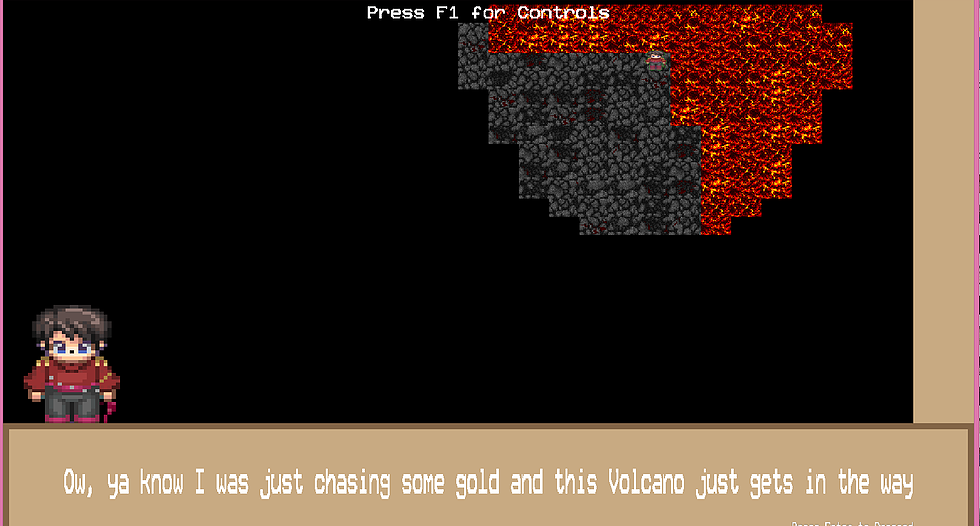 Press F1 for Controls
Ow, ya know I was just chasing some gold and this Volcano just gets in the way